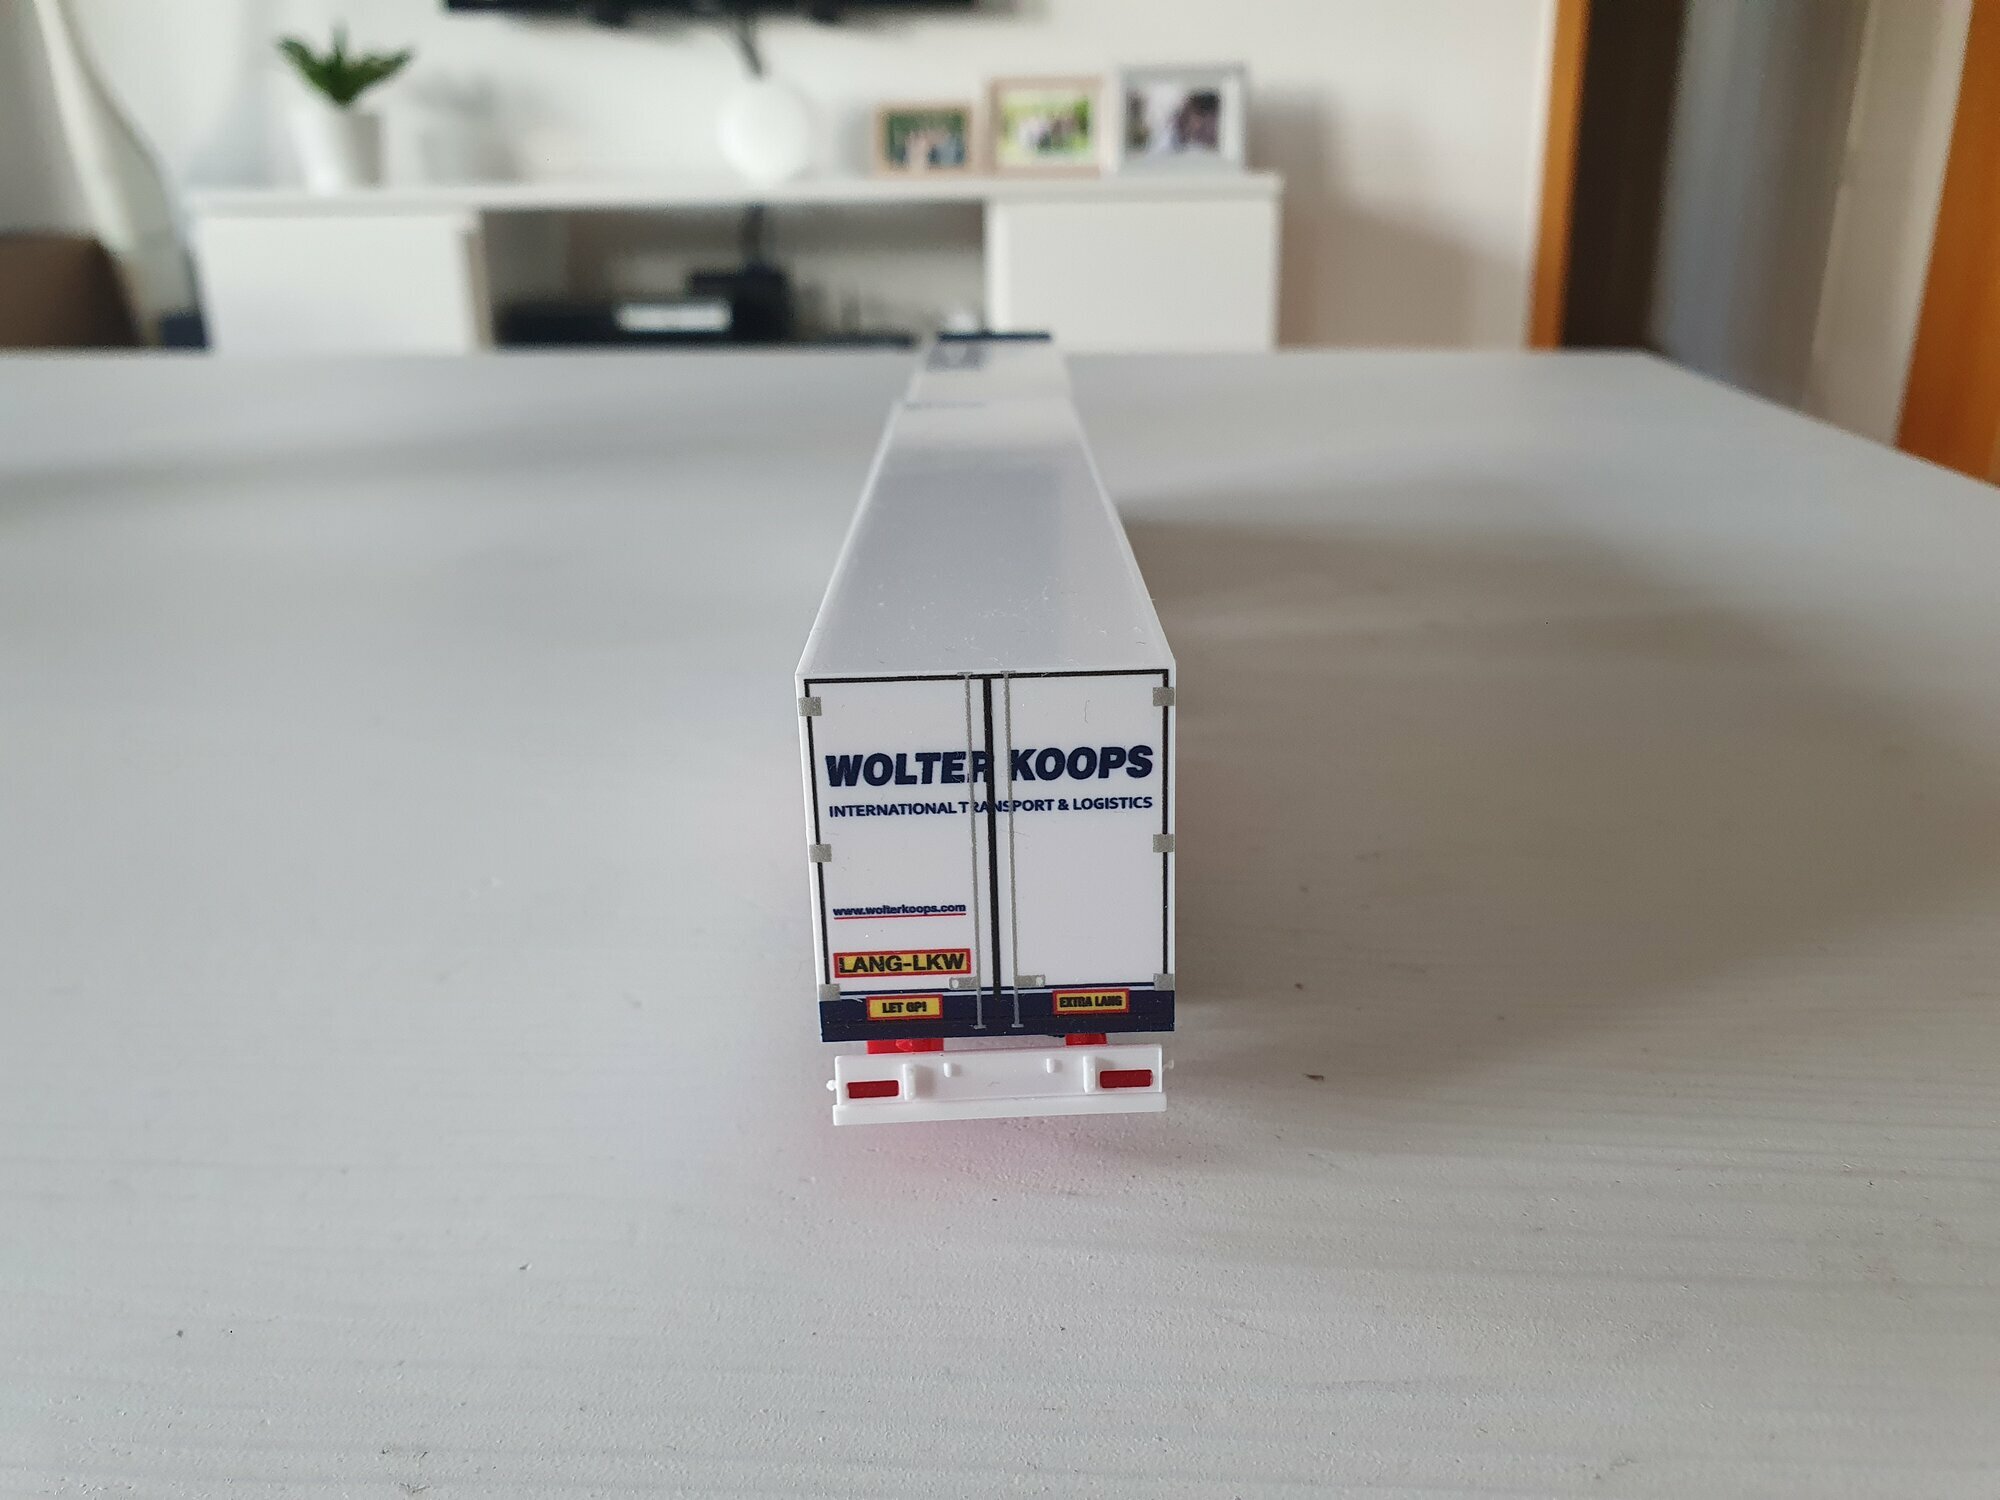 WOLTER KOOPS
INTERNATIONAL TRANSPORT & LOGISTICS
www.wolterkoops.com
LANG-LKW
LET OP!
EXTRA LANG